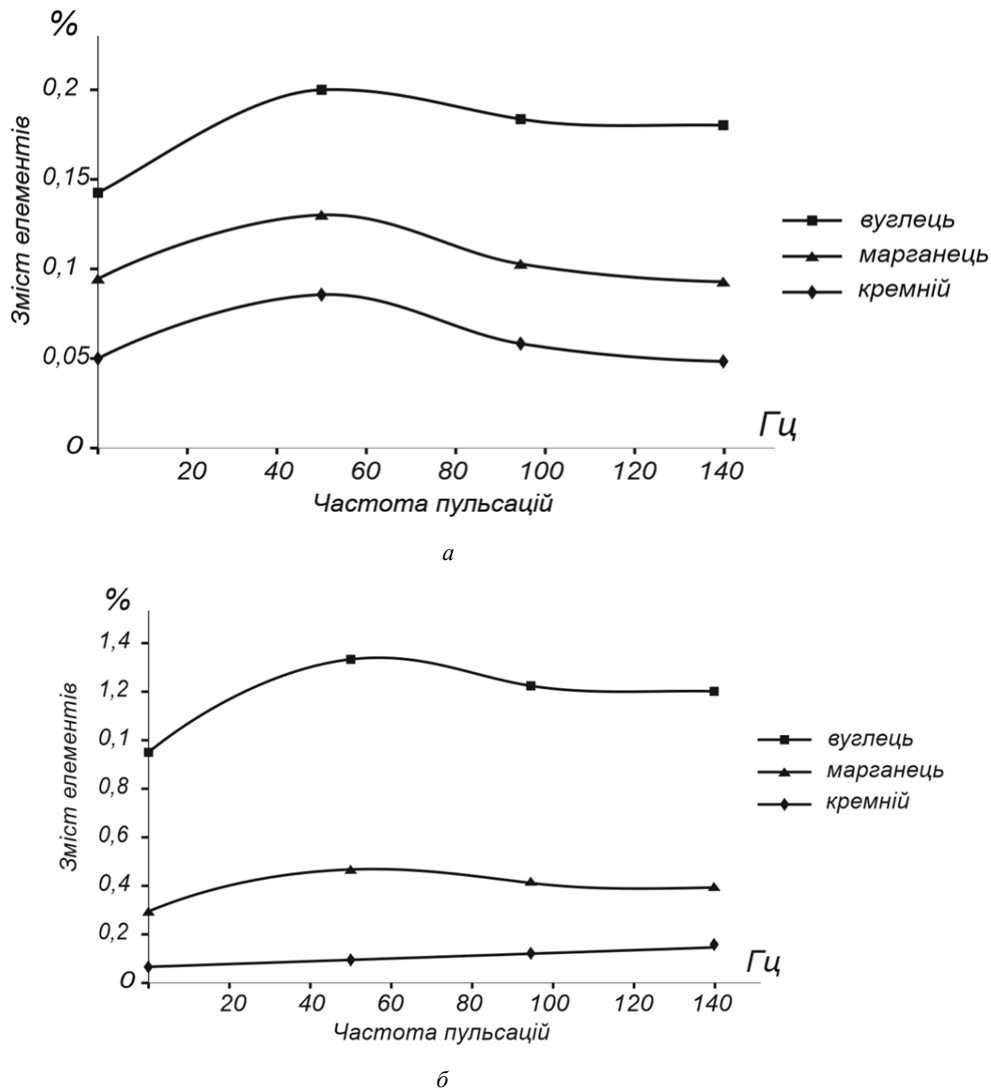 %
0,2
0,15
0,1
0,05
0
Зміст елементів
20 40 60 80 100 120 140
Гц
Частота пульсацій
вуглець
марганець
кремній
а
%
1,4
1,2
0,1
0,8
0,6
0,4
0,2
0
Зміст елементів
20 40 60 80 100 120 140
Гц
Частота пульсацій
вуглець
марганець
кремній
б